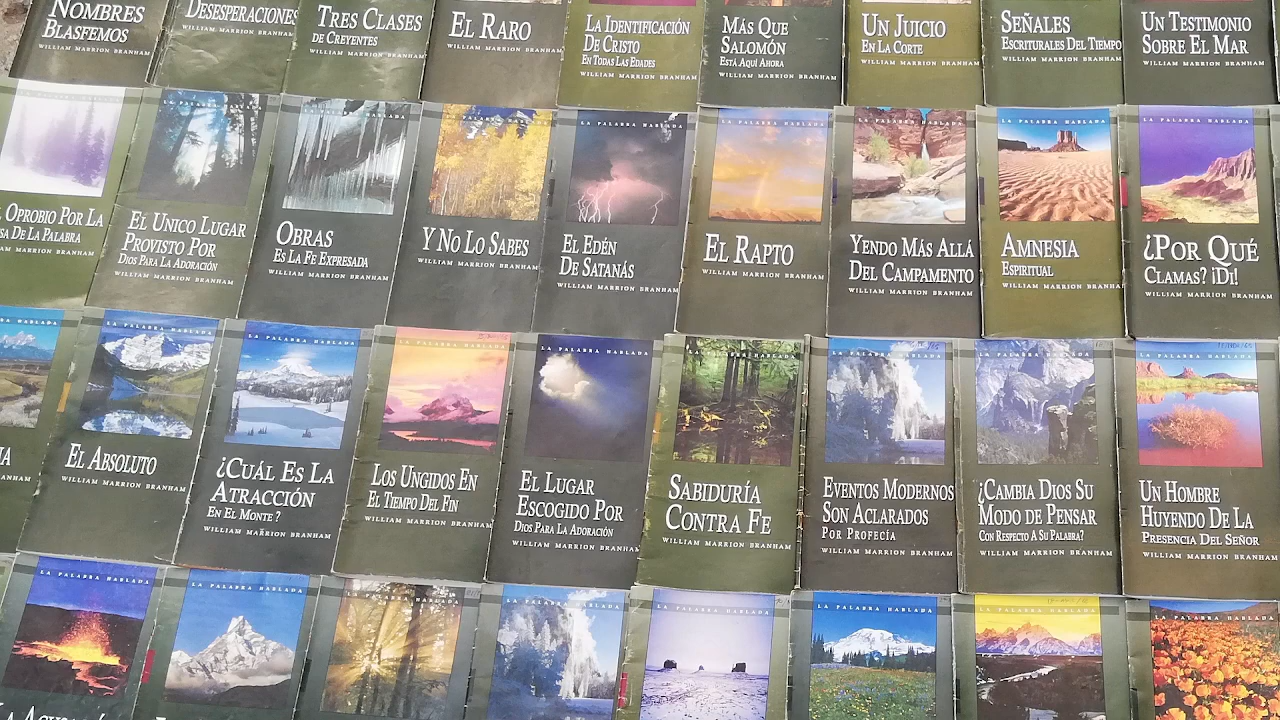 NOMBRES
BLASFEMOS
WILLIAM MARRION BRANHAM
DESESPERACIONES
WILLIAM MARRION BRANHAM
TRES CLASES
DE CREYENTES
WILLIAM MARRION BRANHAM
EL RARO
WILLIAM MARRION BRANHAM
LA IDENTIFICACIÓN
DE CRISTO
EN TODAS LAS EDADES
WILLIAM MARRION BRANHAM
MÁS QUE
SALOMÓN
ESTÁ AQUÍ AHORA
WILLIAM MARRION BRANHAM
UN JUICIO
EN LA CORTE
WILLIAM MARRION BRANHAM
SEÑALES
ESCRITURALES DEL TIEMPO
WILLIAM MARRION BRANHAM
UN TESTIMONIO
SOBRE EL MAR
WILLIAM MARRION BRANHAM
OPROBIO POR LA
SA DE LA PALABRA
WILLIAM MARRION BRANHAM
LA PALABRA HABLADA
EL UNICO LUGAR
PROVISTO POR
DIOS PARA LA ADORACIÓN
WILLIAM MARRION BRANHAM
LA PALABRA HABLADA
OBRAS
ES LA FE EXPRESADA
WILLIAM MARRION BRANHAM
LA PALABRA HABLADA
Y NO LO SABES
WILLIAM MARRION BRANHAM
LA PALABRA HABLADA
EL EDÉN
DE SATANÁS
WILLIAM MARRION BRANHAM
LA PALABRA HABLADA
EL RAPTO
WILLIAM MARRION BRANHAM
LA PALABRA HABLADA
YENDO MÁS ALLÁ
DEL CAMPAMENTO
WILLIAM MARRION BRANHAM
LA PALABRA HABLADA
AMNESIA
ESPIRITUAL
WILLIAM MARRION BRANHAM
LA PALABRA HABLADA
¿POR QUÉ
CLAMAS? ¡DI!
WILLIAM MARRION BRANHAM
LA PALABRA HABLADA
EL ABSOLUTO
WILLIAM MARRION BRANHAM
LA PALABRA HABLADA
¿CUÁL ES LA
ATRACCIÓN
EN EL MONTE?
WILLIAM MARRION BRANHAM
LA PALABRA HABLADA
LOS UNGIDOS EN
EL TIEMPO DEL FIN
WILLIAM MARRION BRANHAM
LA PALABRA HABLADA
EL LUGAR
ESCOGIDO POR
DIOS PARA LA ADORACIÓN
WILLIAM MARRION BRANHAM
LA PALABRA HABLADA
SABIDURÍA
CONTRA FE
WILLIAM MARRION BRANHAM
LA PALABRA HABLADA
EVENTOS MODERNOS
SON ACLARADOS
POR PROFECÍA
WILLIAM MARRION BRANHAM
LA PALABRA HABLADA
¿CAMBIA DIOS SU
MODO DE PENSAR
CON RESPECTO A SU PALABRA?
WILLIAM MARRION BRANHAM
LA PALABRA HABLADA
UN HOMBRE
HUYENDO DE LA
PRESENCIA DEL SEÑOR
WILLIAM MARRION BRANHAM
LA PALABRA HABLADA
LA PALABRA HABLADA
LA PALABRA HABLADA
LA PALABRA HABLADA
LA PALABRA HABLADA
LA PALABRA HABLADA
LA PALABRA HABLADA
LA PALABRA HABLADA